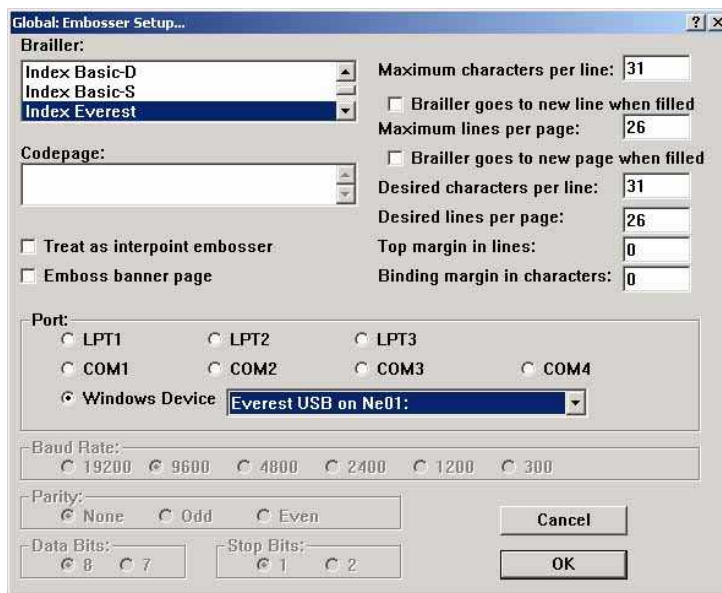 Global: Embosser Setup...
Brailler:
Index Basic-D
Index Basic-S
Index Everest
Codepage:
Treat as interpoint embosser
Emboss banner page
Maximum characters per line: 31
Brailler goes to new line when filled
Maximum lines per page: 26
Brailler goes to new page when filled
Desired characters per line: 31
Desired lines per page: 26
Top margin in lines: 0
Binding margin in characters: 0
Port:
LPT1 LPT2 LPT3
COM1 COM2 COM3 COM4
Windows Device Everest USB on Ne01:
Baud Rate:
19200 9600 4800 2400 1200 300
Parity:
None Odd Even
Data Bits:
8 7
Stop Bits:
1 2
Cancel
OK